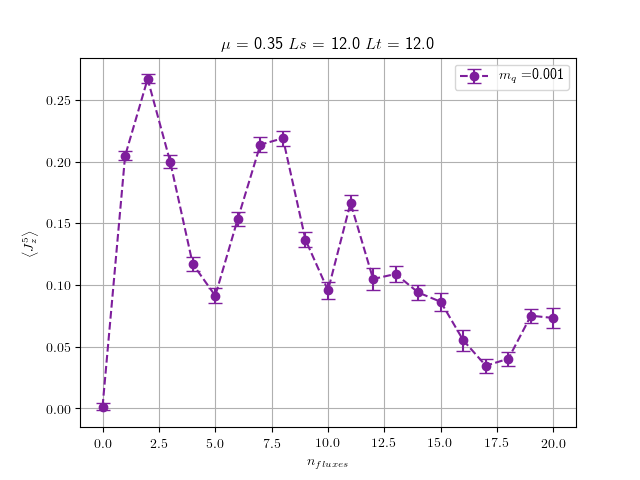 μ = 0.35 Ls = 12.0 Lt = 12.0
m_q =0.001
⟨J_z^5⟩
0.25
0.20
0.15
0.10
0.05
0.00
0.0 2.5 5.0 7.5 10.0 12.5 15.0 17.5 20.0
n_fluxes